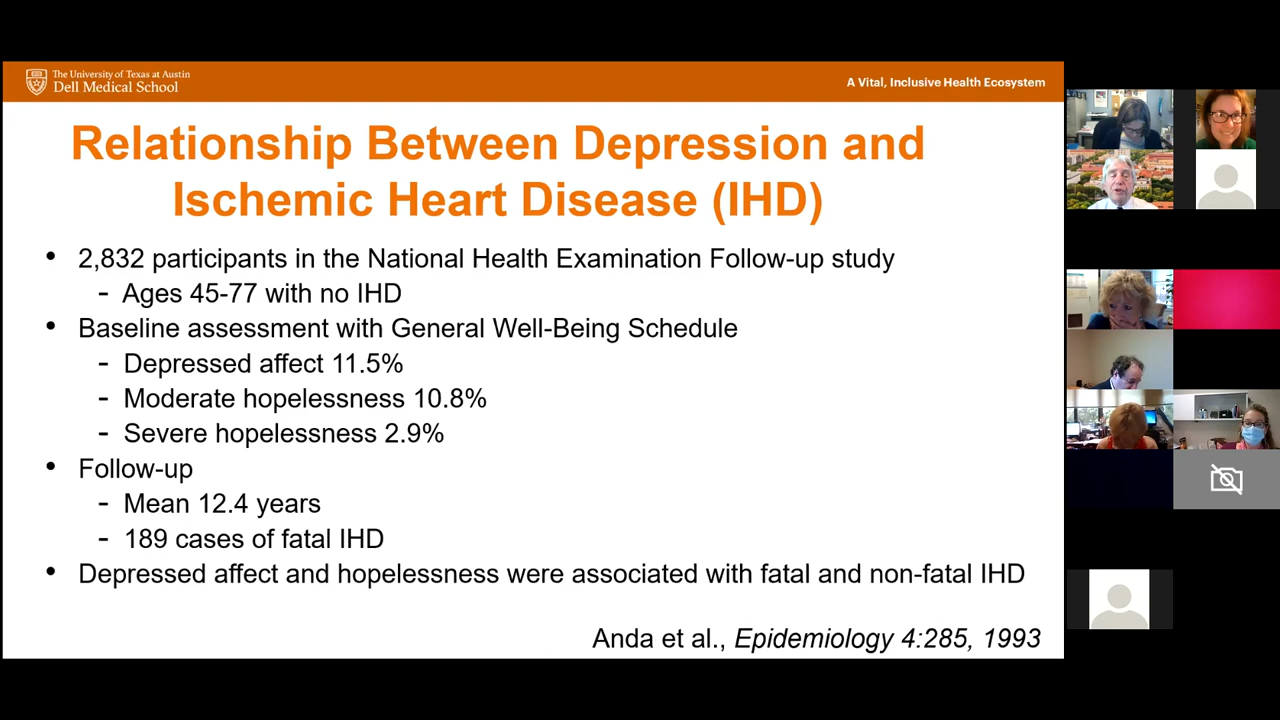 The University of Texas at Austin
Dell Medical School
A Vital, Inclusive Health Ecosystem
Relationship Between Depression and
Ischemic Heart Disease (IHD)
• 2,832 participants in the National Health Examination Follow-up study
- Ages 45-77 with no IHD
• Baseline assessment with General Well-Being Schedule
- Depressed affect 11.5%
- Moderate hopelessness 10.8%
- Severe hopelessness 2.9%
• Follow-up
- Mean 12.4 years
- 189 cases of fatal IHD
• Depressed affect and hopelessness were associated with fatal and non-fatal IHD
Anda et al., Epidemiology 4:285, 1993